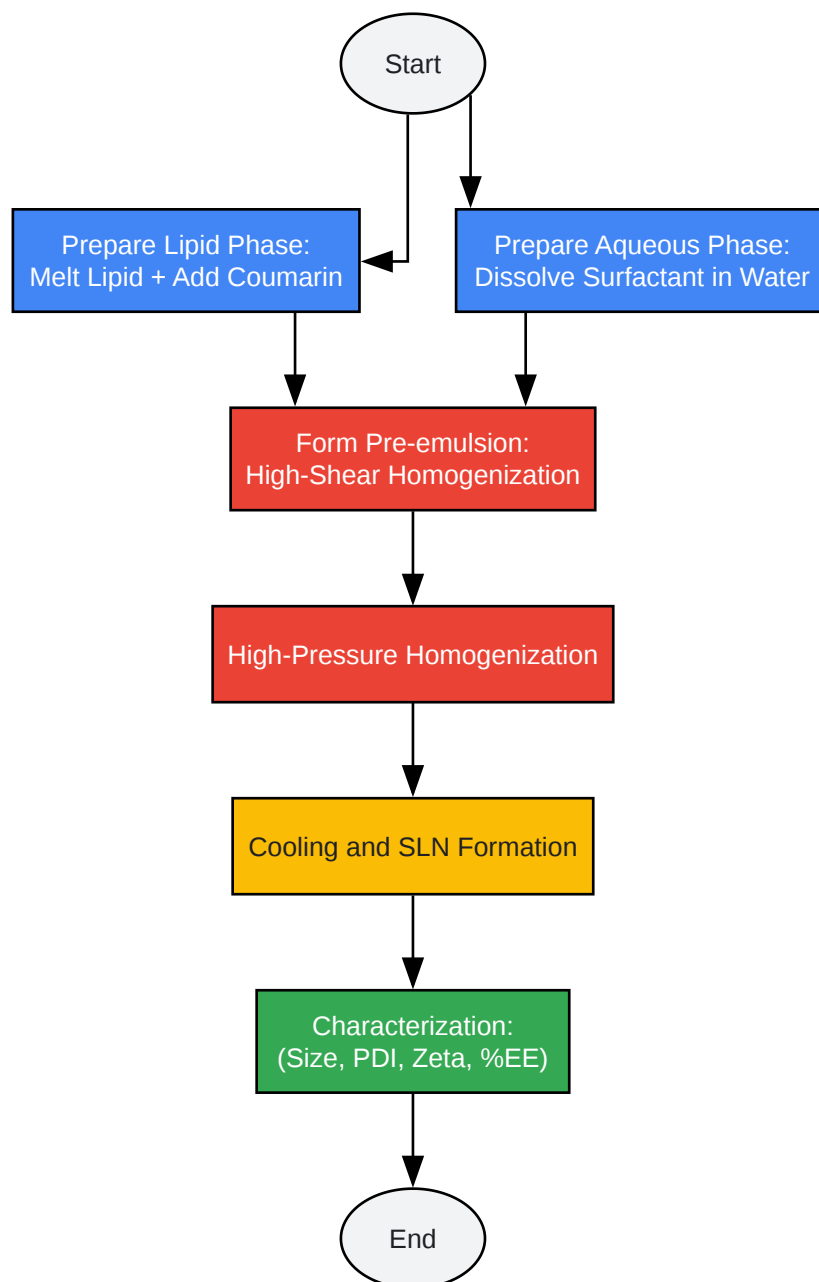 Start
Prepare Lipid Phase:
Melt Lipid + Add Coumarin
Prepare Aqueous Phase:
Dissolve Surfactant in Water
Form Pre-emulsion:
High-Shear Homogenization
High-Pressure Homogenization
Cooling and SLN Formation
Characterization:
(Size, PDI, Zeta, %EE)
End